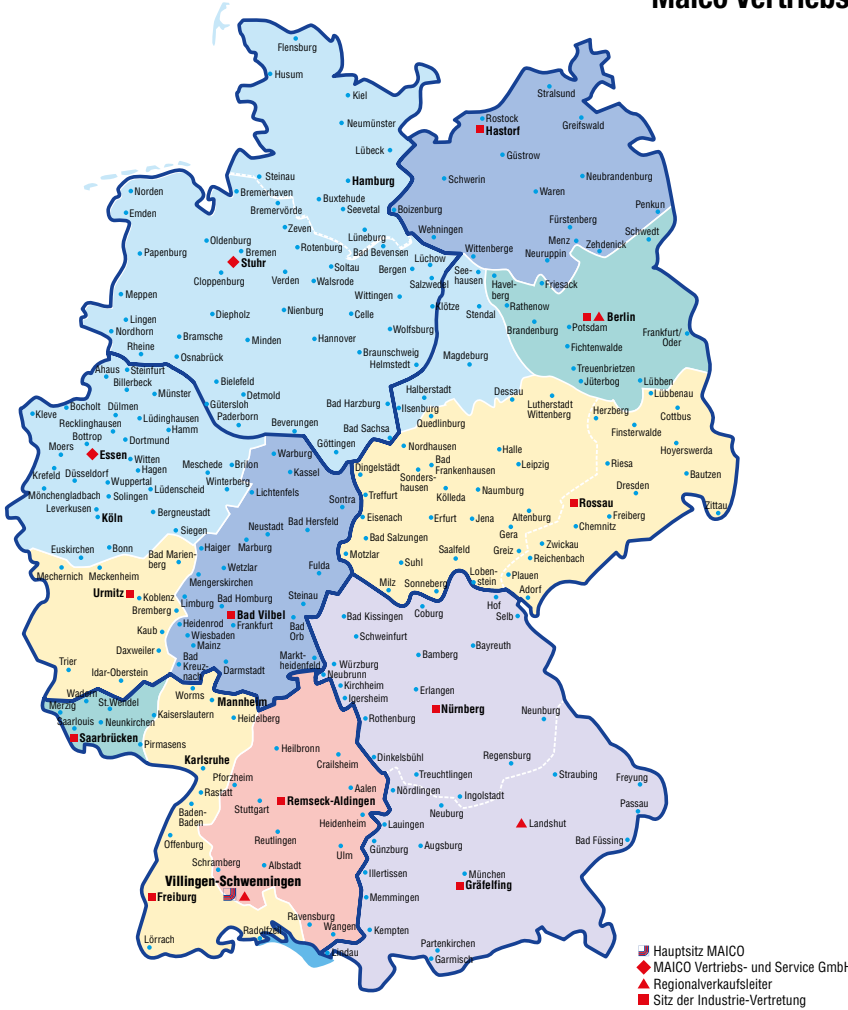 Maico Vertriebs
Flensburg
Husum
Kiel
Neumünster
Lübeck
Hamburg
Stralsund
Rostock
Hastorf
Greifswald
Güstrow
Schwerin
Neubrandenburg
Waren
Penkun
Fürstenberg
Schwedt
Menz
Zehdenick
Neuruppin
Boizenburg
Wehningen
Wittenberge
Steinau
Norden
Bremerhaven
Buxtehude
Bremervörde
Seevetal
Emden
Zeven
Lüneburg
Oldenburg
Rotenburg
Bad Bevensen
Bremen
Papenburg
Stuhr
Soltau
Lüchow
Bergen
Cloppenburg
Verden
Walsrode
Salzwedel
Meppen
Wittingen
Klötze
Diepholz
Nienburg
Celle
Lingen
Nordhorn
Wolfsburg
Bramsche
Minden
Hannover
Rheine
Osnabrück
Braunschweig
Helmstedt
See-
hausen
Stendal
Magdeburg
Havel-
berg
Friesack
Rathenow
Berlin
Brandenburg
Potsdam
Frankfurt/
Oder
Fichtenwalde
Treuenbrietzen
Jüterbog
Lübben
Lübbenau
Ahaus
Steinfurt
Billerbeck
Münster
Bielefeld
Detmold
Gütersloh
Paderborn
Bad Harzburg
Beverungen
Bad Sachsa
Göttingen
Halberstadt
Ilsenburg
Quedlinburg
Dessau
Lutherstadt
Wittenberg
Herzberg
Cottbus
Finsterwalde
Hoyerswerda
Kleve
Bocholt
Dülmen
Recklinghausen
Lüdinghausen
Hamm
Bottrop
Dortmund
Moers
Essen
Witten
Hagen
Krefeld
Düsseldorf
Wuppertal
Mönchengladbach
Solingen
Lüdenscheid
Meschede
Brilon
Winterberg
Leverkusen
Köln
Bergneustadt
Siegen
Euskirchen
Bonn
Warburg
Kassel
Lichtenfels
Sontra
Neustadt
Bad Hersfeld
Haiger
Marburg
Wetzlar
Fulda
Mengerskirchen
Limburg
Bad Homburg
Steinau
Bad Vilbel
Heidenrod
Frankfurt
Bad
Orb
Wiesbaden
Mainz
Bad
Kreuz-
nach
Darmstadt
Markt-
heidenfeld
Nordhausen
Halle
Dingelstädt
Bad
Frankenhausen
Leipzig
Riesa
Bautzen
Sonders-
hausen
Treffurt
Kölleda
Naumburg
Dresden
Rossau
Zittau
Eisenach
Erfurt
Jena
Altenburg
Freiberg
Gera
Chemnitz
Bad Salzungen
Zwickau
Motzlar
Saalfeld
Greiz
Reichenbach
Suhl
Loben-
stein
Plauen
Milz
Sonneberg
Adorf
Mechernich
Meckenheim
Bad Marien-
berg
Urmitz
Koblenz
Bremberg
Kaub
Daxweiler
Trier
Idar-Oberstein
Wadern
St.Wendel
Merzig
Saarlouis
Neunkirchen
Saarbrücken
Pirmasens
Kaiserslautern
Worms
Mannheim
Heidelberg
Karlsruhe
Pforzheim
Rastatt
Baden-
Baden
Offenburg
Schramberg
Villingen-Schwenningen
Freiburg
Lörrach
Radolfzell
Heilbronn
Crailsheim
Aalen
Remseck-Aldingen
Stuttgart
Heidenheim
Reutlingen
Ulm
Albstadt
Ravensburg
Wangen
Lindau
Bad Kissingen
Coburg
Hof
Selb
Schweinfurt
Bamberg
Bayreuth
Würzburg
Neubrunn
Kirchheim
Igersheim
Erlangen
Nürnberg
Rothenburg
Neunburg
Dinkelsbühl
Regensburg
Treuchtlingen
Straubing
Freyung
Nördlingen
Ingolstadt
Neuburg
Passau
Lauingen
Landshut
Günzburg
Augsburg
Bad Füssing
Illertissen
München
Gräfelfing
Memmingen
Kempten
Partenkirchen
Garmisch
Hauptsitz MAICO
MAICO Vertriebs- und Service GmbH
Regionalverkaufsleiter
Sitz der Industrie-Vertretung